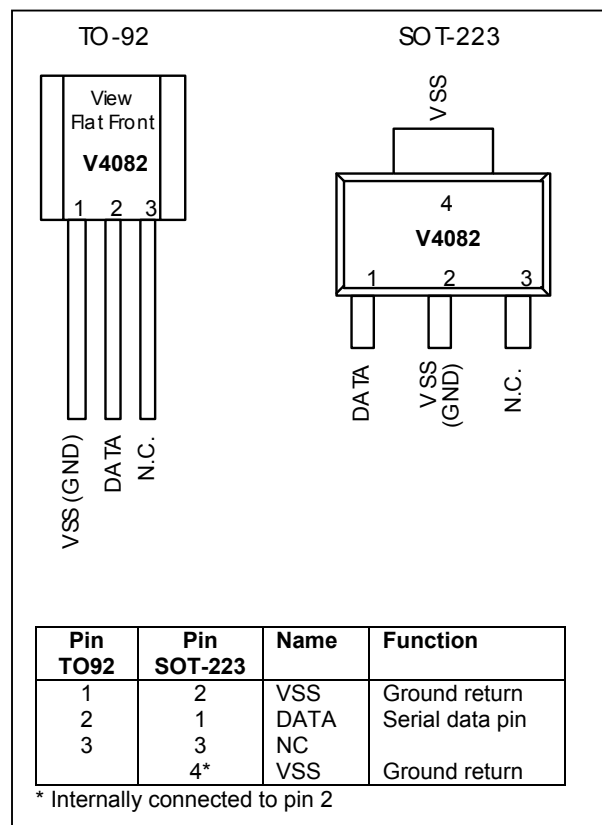 TO-92
SOT-223
View
Flat Front
V4082
1 2 3
VSS (GND)
DATA
N.C.
VSS
4
V4082
1 2 3
DATA
VSS
(GND)
N.C.
Pin TO92 Pin SOT-223 Name Function
1 2 VSS Ground return
2 1 DATA Serial data pin
3 3 NC
4* VSS Ground return
* Internally connected to pin 2